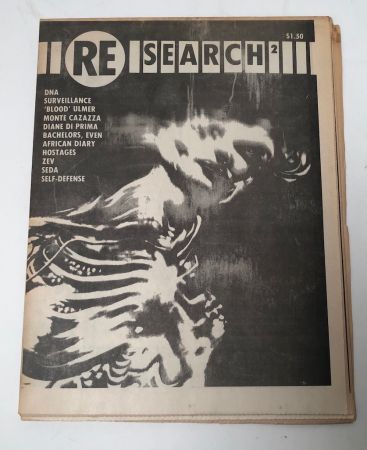 $1.50
RE SEARCH 2
DNA
SURVEILLANCE
'BLOOD' ULMER
MONTE CAZAZZA
DIANE DI PRIMA
BACHELORS, EVEN
AFRICAN DIARY
HOSTAGES
ZEV
SEDA
SELF-DEFENSE